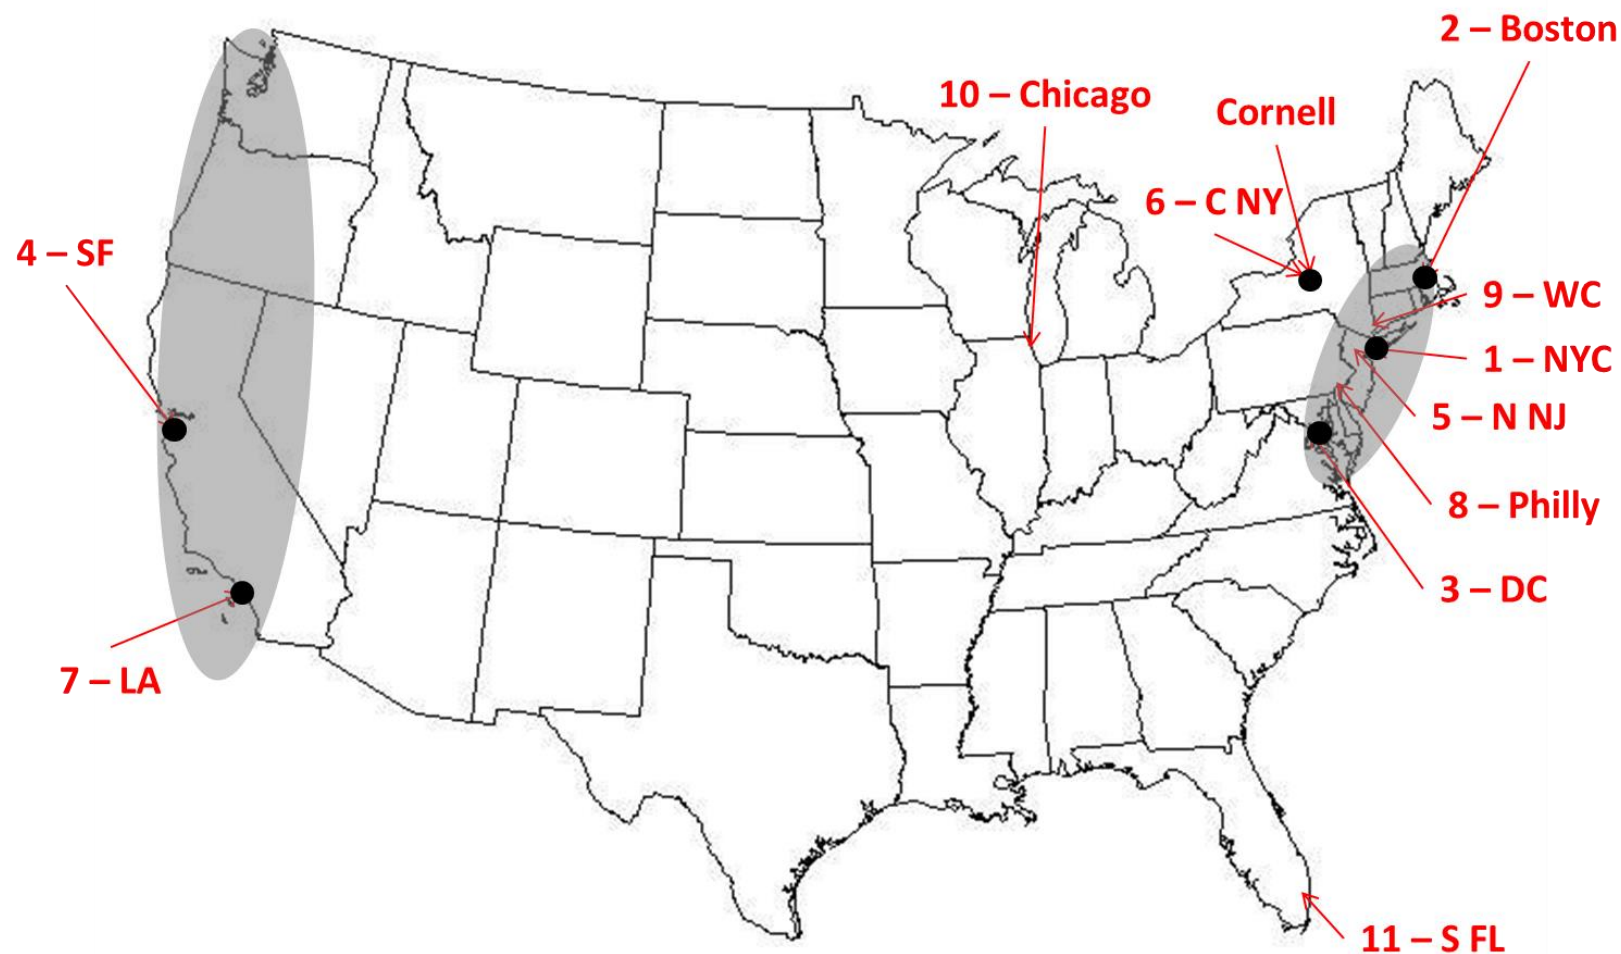 2 – Boston
10 – Chicago
Cornell
6 – C NY
4 – SF
9 – WC
1 – NYC
5 – N NJ
8 – Philly
3 – DC
7 – LA
11 – S FL